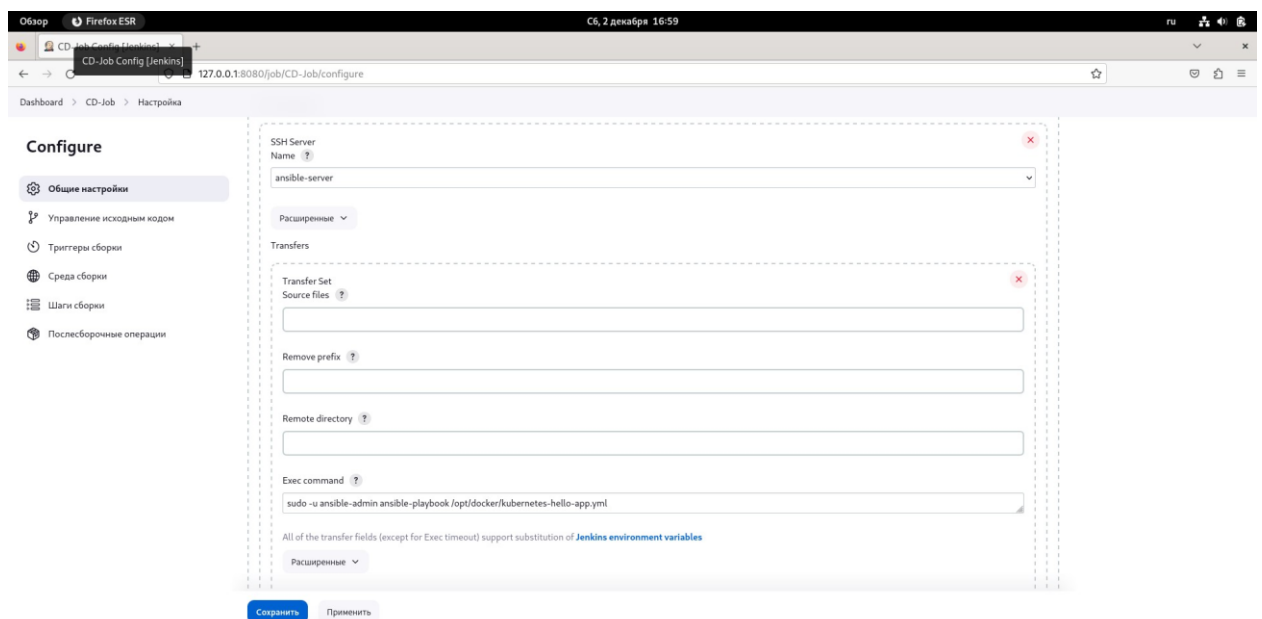 Обзор Firefox ESR Сб, 2 декабря 16:59 ru
CD-Job Config [Jenkins]
CD-Job Config [Jenkins]
127.0.0.1:8080/job/CD-Job/configure
Dashboard > CD-Job > Настройка
Configure
Общие настройки
Управление исходным кодом
Триггеры сборки
Среда сборки
Шаги сборки
Послесборочные операции
SSH Server
Name ?
ansible-server
Расширенные
Transfers
Transfer Set
Source files ?
Remove prefix ?
Remote directory ?
Exec command ?
sudo -u ansible-admin ansible-playbook /opt/docker/kubernetes-hello-app.yml
All of the transfer fields (except for Exec timeout) support substitution of Jenkins environment variables
Расширенные
Сохранить Применить